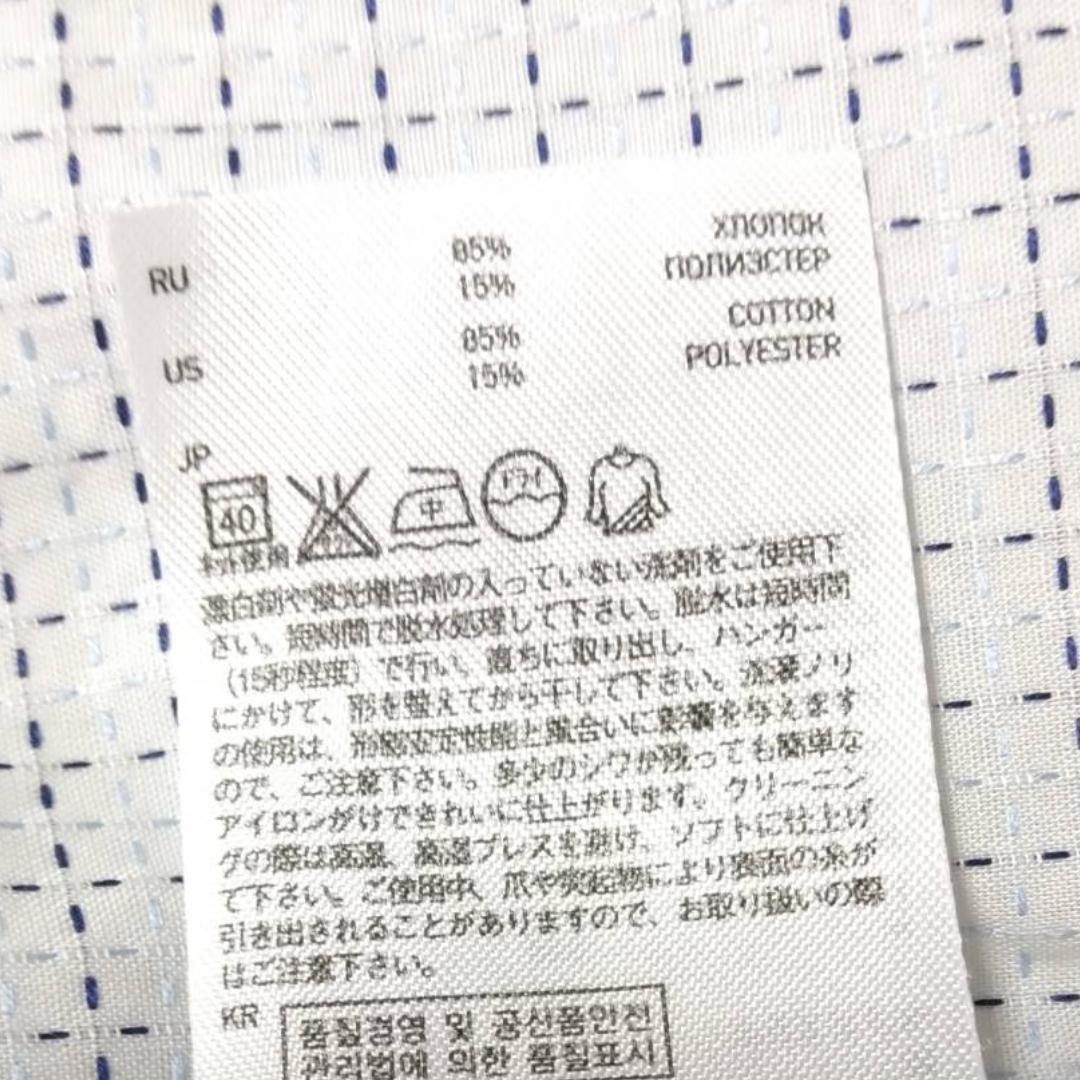 RU 85% ХЛОПОК
15% ПОЛИЭСТЕР
US 85% COTTON
15% POLYESTER
JP
40 中 ドライ
ネット使用
漂白剤や蛍光増白剤の入っていない洗剤をご使用下
さい。短時間で脱水処理して下さい。脱水は短時間
(15秒程度)で行い、直ちに取り出し、ハンガー
にかけて、形を整えてから干して下さい。洗濯ノリ
の使用は、形態安定性能と風合いに影響を与えます
ので、ご注意下さい。多少のシワが残っても簡単な
アイロンがけできれいに仕上がります。クリーニン
グの際は高温、高湿プレスを避け、ソフトに仕上げ
て下さい。ご使用中、爪や突起物により表面の糸が
引き出されることがありますので、お取り扱いの際
はご注意下さい。
KR
품질경영 및 공산품안전
관리법에 의한 품질표시